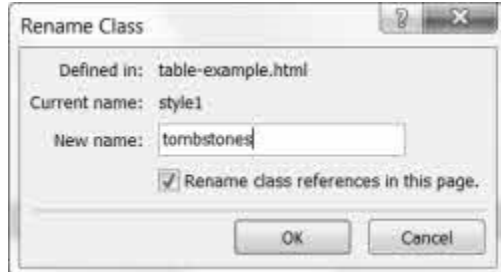 Rename Class
Defined in: table-example.html
Current name: style1
New name: tombstones
Rename class references in this page.
OK Cancel